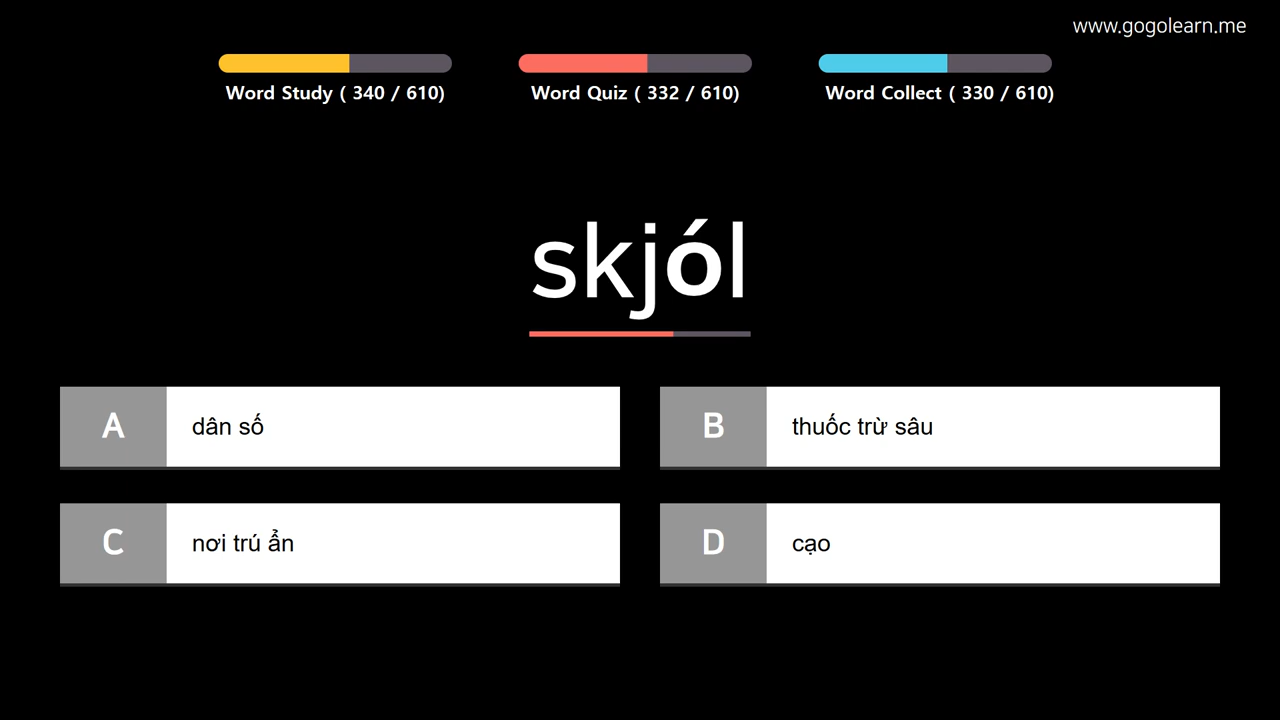 www.gogolearn.me
Word Study ( 340 / 610)
Word Quiz ( 332 / 610)
Word Collect ( 330 / 610)
skjól
A dân số
B thuốc trừ sâu
C nơi trú ẩn
D cạo